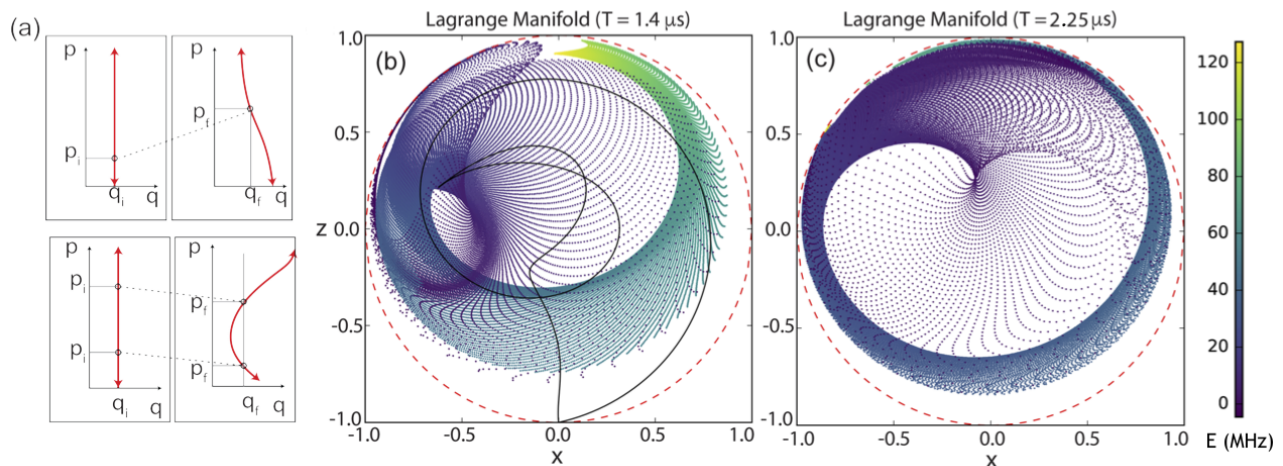 (a)
p
p_i
q_i q
p
p_f
q_f q
p
p_i
p_i
q_i q
p
p_f
p_f
q_f q
Lagrange Manifold (T = 1.4 μs)
(b)
1.0
0.5
z 0.0
-0.5
-1.0
-1.0 -0.5 0.0 0.5 1.0
x
Lagrange Manifold (T = 2.25 μs)
(c)
1.0
0.5
0.0
-0.5
-1.0
-1.0 -0.5 0.0 0.5 1.0
x
120
100
80
60
40
20
0
E (MHz)